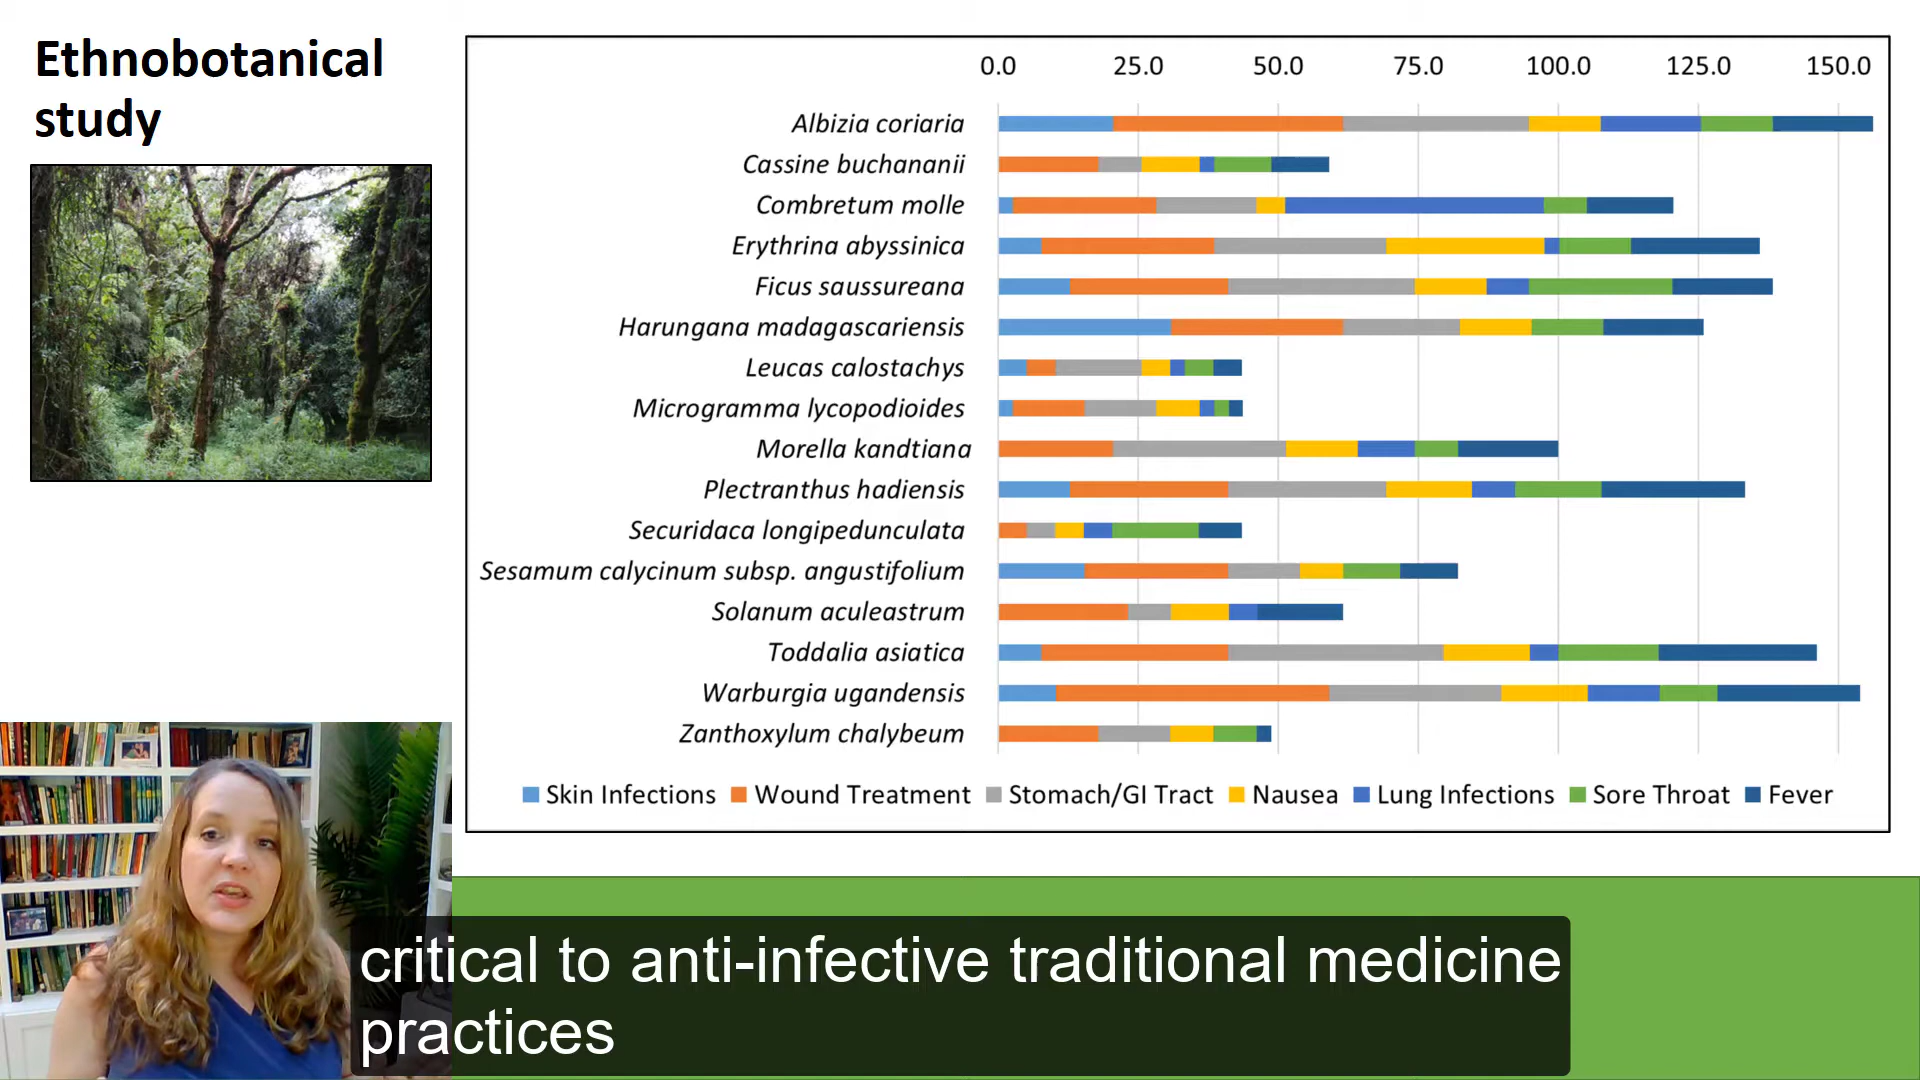 Ethnobotanical
study
0.0 25.0 50.0 75.0 100.0 125.0 150.0
Albizia coriaria
Cassine buchananii
Combretum molle
Erythrina abyssinica
Ficus saussureana
Harungana madagascariensis
Leucas calostachys
Microgramma lycopodioides
Morella kandtiana
Plectranthus hadiensis
Securidaca longipedunculata
Sesamum calycinum subsp. angustifolium
Solanum aculeastrum
Toddalia asiatica
Warburgia ugandensis
Zanthoxylum chalybeum
Skin Infections Wound Treatment Stomach/GI Tract Nausea Lung Infections Sore Throat Fever
critical to anti-infective traditional medicine
practices